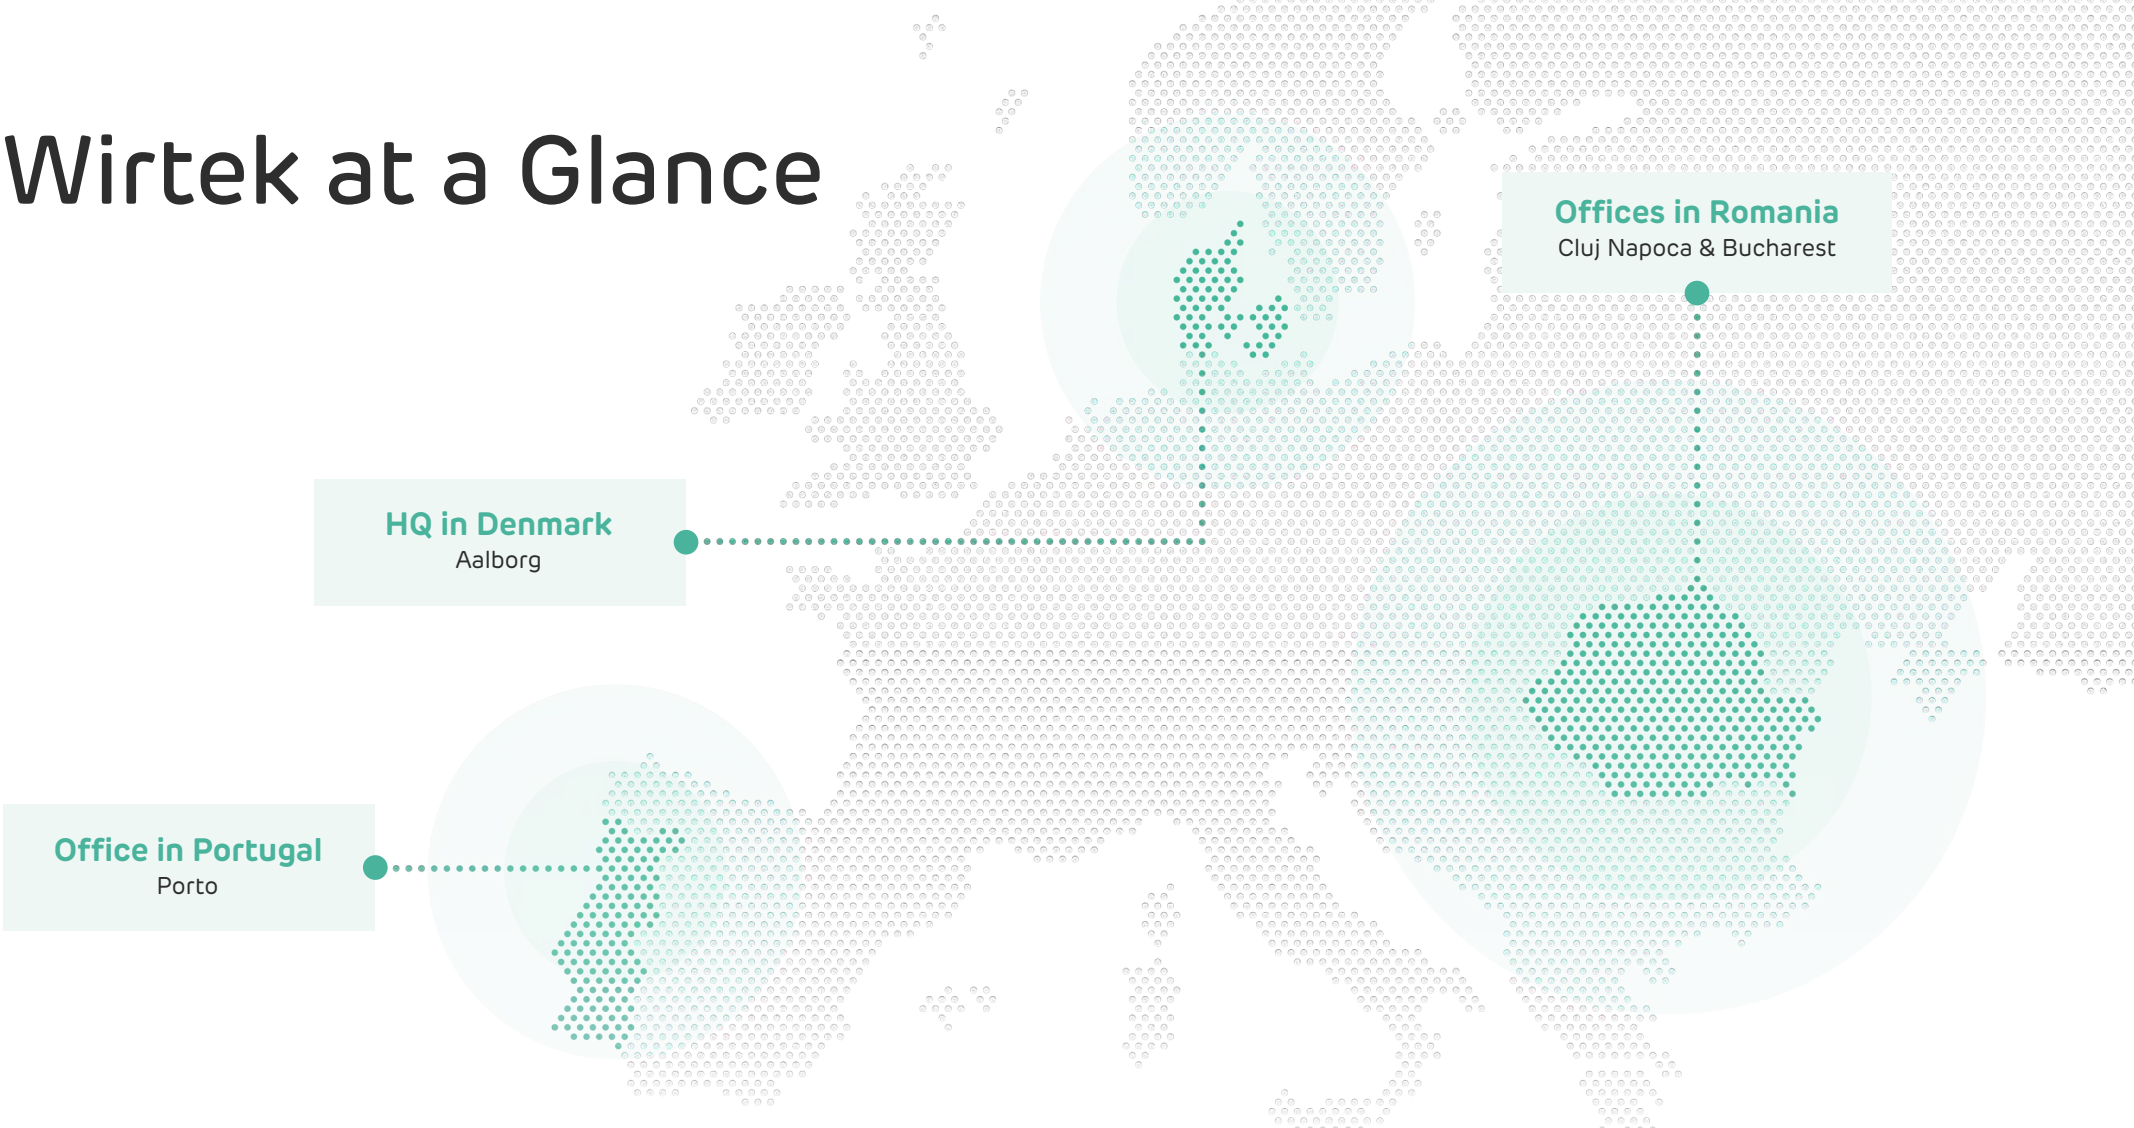 Wirtek at a Glance
Offices in Romania
Cluj Napoca & Bucharest
HQ in Denmark
Aalborg
Office in Portugal
Porto